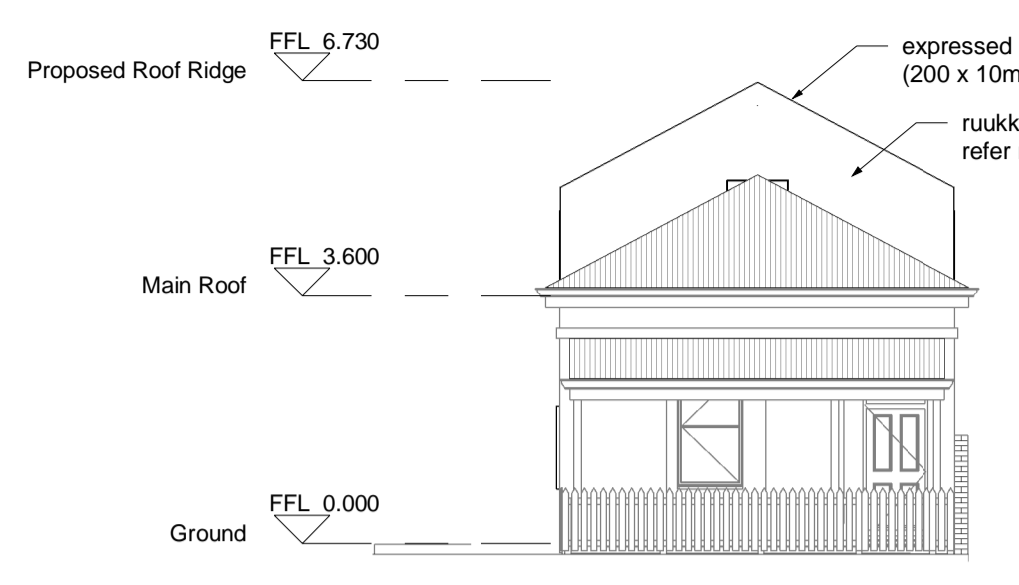 FFL 6.730
Proposed Roof Ridge
expressed
(200 x 10m
ruukk
refer
FFL 3.600
Main Roof
FFL 0.000
Ground